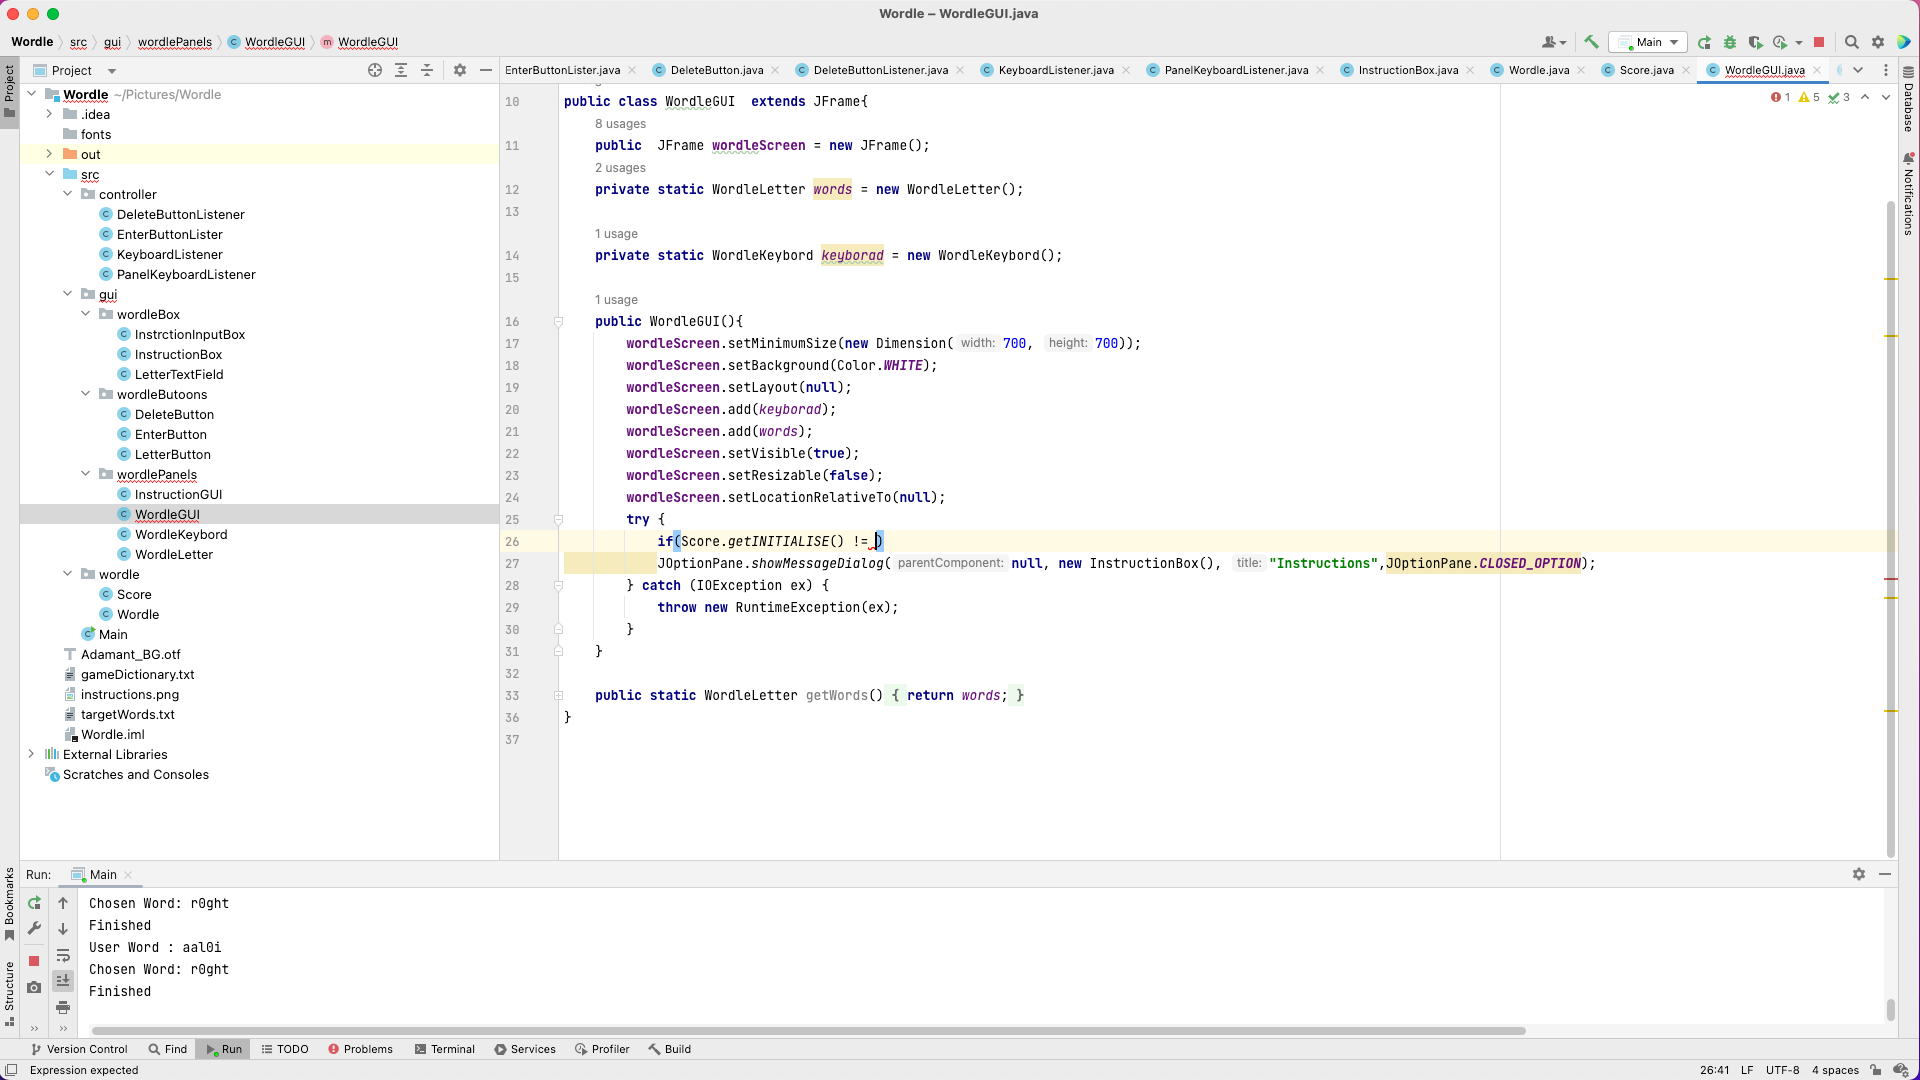 Wordle – WordleGUI.java
Wordle src gui wordlePanels WordleGUI WordleGUI
Main
Project
EnterButtonLister.java DeleteButton.java DeleteButtonListener.java KeyboardListener.java PanelKeyboardListener.java InstructionBox.java Wordle.java Score.java WordleGUI.java
Project
Wordle ~/Pictures/Wordle
.idea
fonts
out
src
controller
DeleteButtonListener
EnterButtonLister
KeyboardListener
PanelKeyboardListener
gui
wordleBox
InstrctionInputBox
InstructionBox
LetterTextField
wordleButoons
DeleteButton
EnterButton
LetterButton
wordlePanels
InstructionGUI
WordleGUI
WordleKeybord
WordleLetter
wordle
Score
Wordle
Main
Adamant_BG.otf
gameDictionary.txt
instructions.png
targetWords.txt
Wordle.iml
External Libraries
Scratches and Consoles
1 5 3
10 public class WordleGUI  extends JFrame{
8 usages
11 public  JFrame wordleScreen = new JFrame();
2 usages
12 private static WordleLetter words = new WordleLetter();
13
1 usage
14 private static WordleKeybord keyborad = new WordleKeybord();
15
1 usage
16 public WordleGUI(){
17 wordleScreen.setMinimumSize(new Dimension( width: 700, height: 700));
18 wordleScreen.setBackground(Color.WHITE);
19 wordleScreen.setLayout(null);
20 wordleScreen.add(keyborad);
21 wordleScreen.add(words);
22 wordleScreen.setVisible(true);
23 wordleScreen.setResizable(false);
24 wordleScreen.setLocationRelativeTo(null);
25 try {
26 if(Score.getINITIALISE() != )
27 JOptionPane.showMessageDialog( parentComponent: null, new InstructionBox(), title: "Instructions",JOptionPane.CLOSED_OPTION);
28 } catch (IOException ex) {
29 throw new RuntimeException(ex);
30 }
31 }
32
33 public static WordleLetter getWords() { return words; }
36 }
37
Database
Notifications
Bookmarks
Structure
Run: Main
Chosen Word: r0ght
Finished
User Word : aal0i
Chosen Word: r0ght
Finished
Version Control Find Run TODO Problems Terminal Services Profiler Build
Expression expected 26:41 LF UTF-8 4 spaces